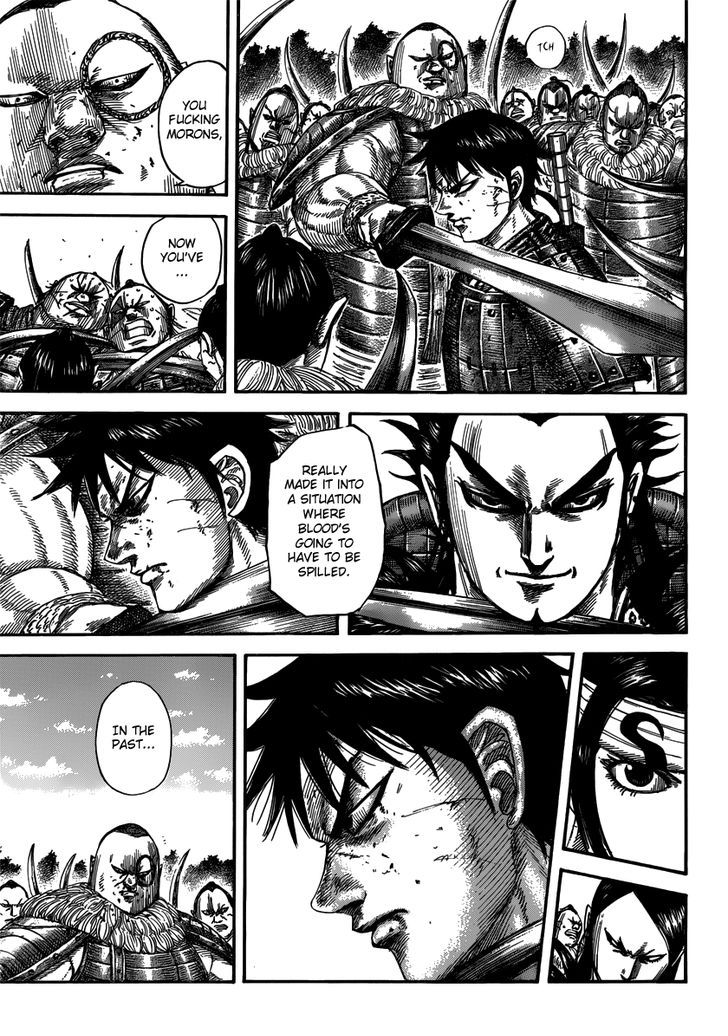 TCH
YOU
FUCKING
MORONS,
NOW
YOU'VE
...
REALLY
MADE IT INTO
A SITUATION
WHERE
BLOOD'S
GOING TO
HAVE TO BE
SPILLED.
IN THE
PAST...